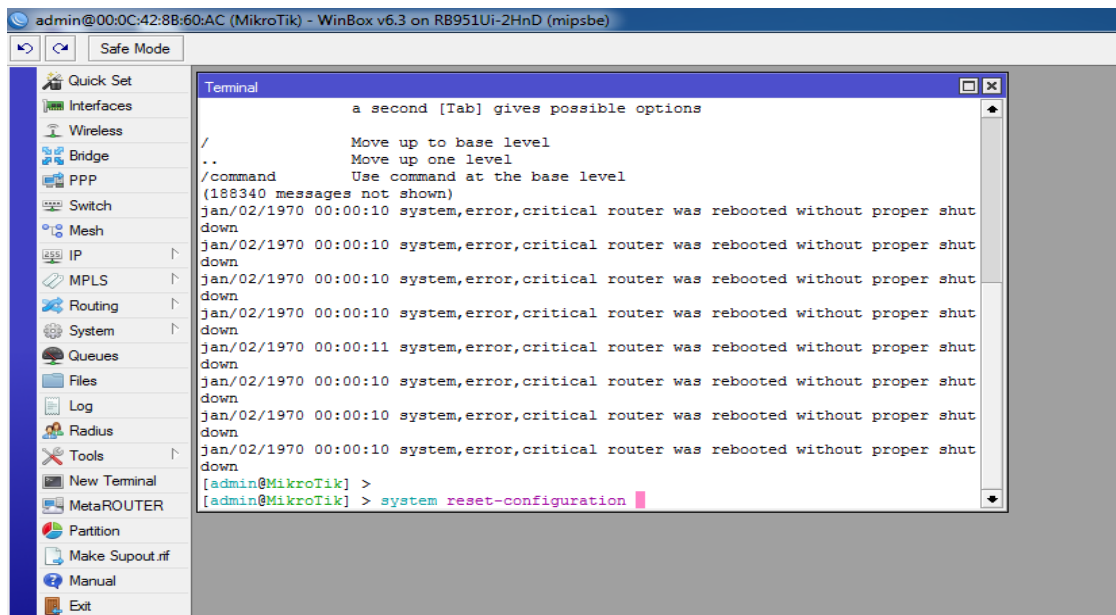 admin@00:0C:42:8B:60:AC (MikroTik) - WinBox v6.3 on RB951Ui-2HnD (mipsbe)
Safe Mode
Quick Set
Interfaces
Wireless
Bridge
PPP
Switch
Mesh
255 IP
MPLS
Routing
System
Queues
Files
Log
Radius
Tools
New Terminal
MetaROUTER
Partition
Make Supout.rif
Manual
Exit
Terminal
a second [Tab] gives possible options
/ Move up to base level
.. Move up one level
/command Use command at the base level
(188340 messages not shown)
jan/02/1970 00:00:10 system,error,critical router was rebooted without proper shut
down
jan/02/1970 00:00:10 system,error,critical router was rebooted without proper shut
down
jan/02/1970 00:00:10 system,error,critical router was rebooted without proper shut
down
jan/02/1970 00:00:10 system,error,critical router was rebooted without proper shut
down
jan/02/1970 00:00:11 system,error,critical router was rebooted without proper shut
down
jan/02/1970 00:00:10 system,error,critical router was rebooted without proper shut
down
jan/02/1970 00:00:10 system,error,critical router was rebooted without proper shut
down
jan/02/1970 00:00:10 system,error,critical router was rebooted without proper shut
down
[admin@MikroTik] >
[admin@MikroTik] > system reset-configuration